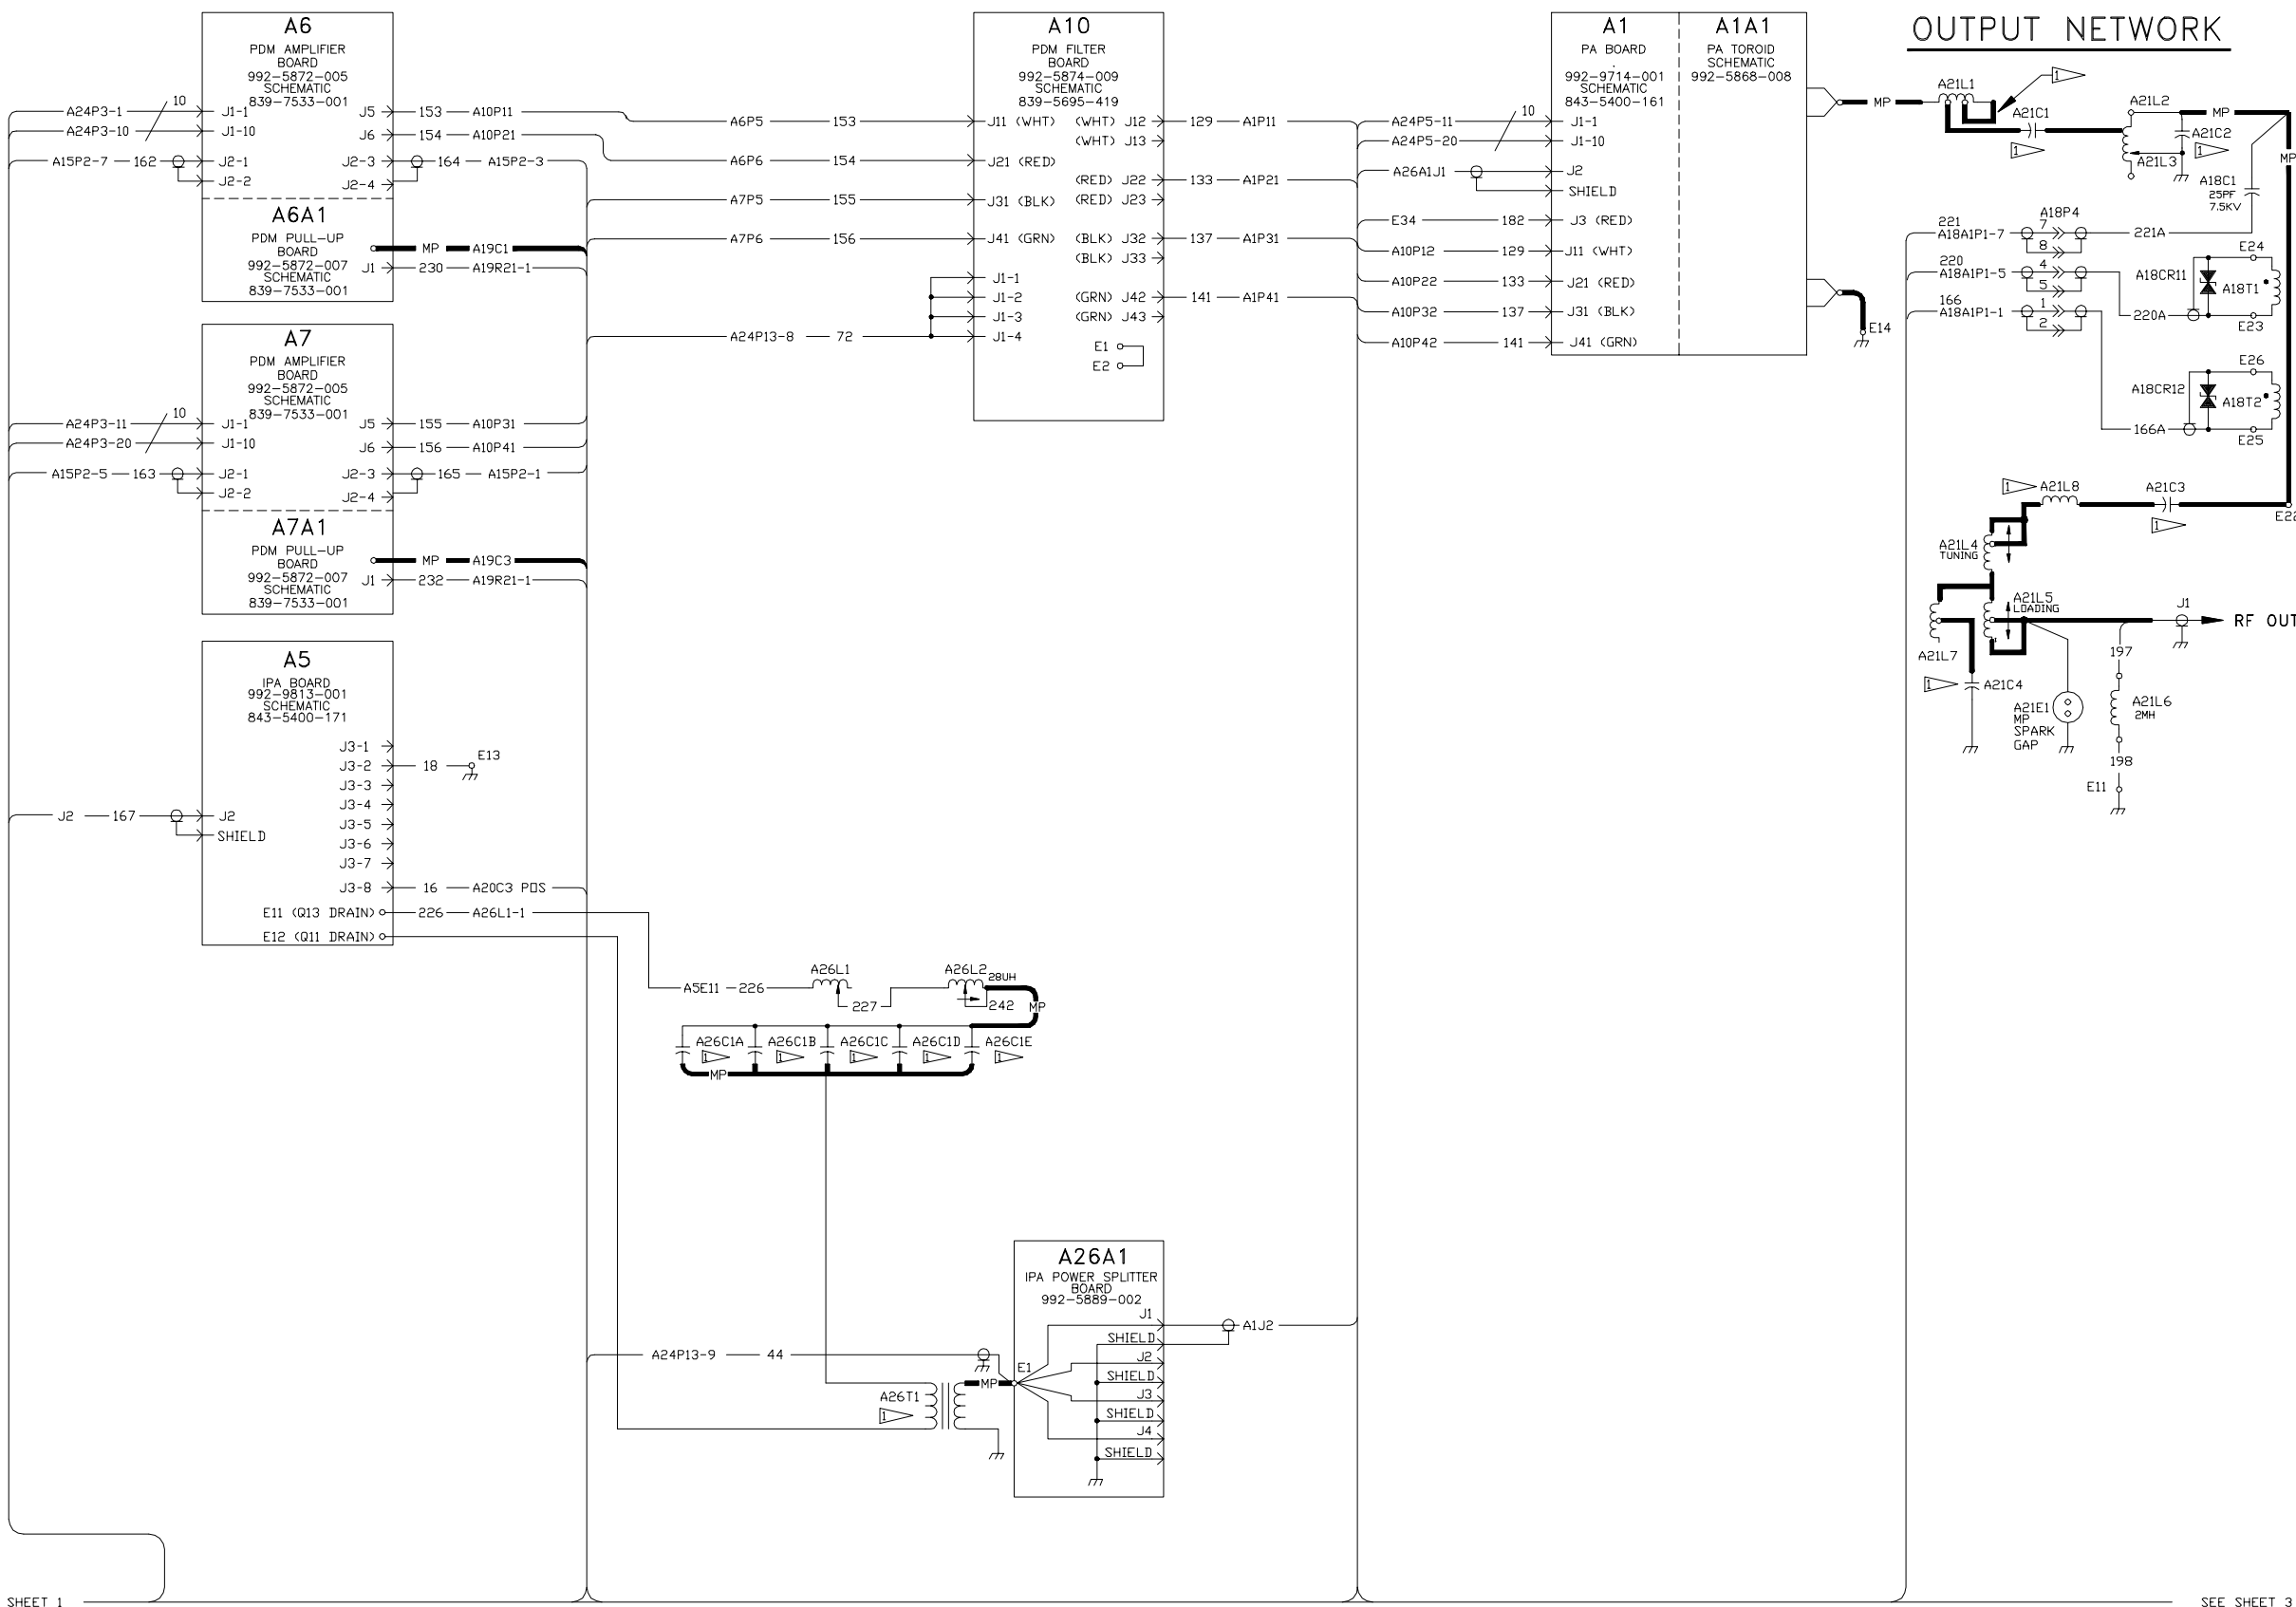 A6
PDM AMPLIFIER
BOARD
992-5872-005
SCHEMATIC
839-7533-001
A24P3-1
10
J1-1
A24P3-10
J1-10
A15P2-7
162
J2-1
J2-2
J5
153
A10P11
J6
154
A10P21
J2-3
164
A15P2-3
J2-4
A6A1
PDM PULL-UP
BOARD
992-5872-007
SCHEMATIC
839-7533-001
MP
A19C1
J1
230
A19R21-1
A7
PDM AMPLIFIER
BOARD
992-5872-005
SCHEMATIC
839-7533-001
A24P3-11
10
J1-1
A24P3-20
J1-10
A15P2-5
163
J2-1
J2-2
J5
155
A10P31
J6
156
A10P41
J2-3
165
A15P2-1
J2-4
A7A1
PDM PULL-UP
BOARD
992-5872-007
SCHEMATIC
839-7533-001
MP
A19C3
J1
232
A19R21-1
A5
IPA BOARD
992-9813-001
SCHEMATIC
843-5400-171
J3-1
J3-2
18
E13
J3-3
J3-4
J3-5
J3-6
J3-7
J3-8
16
A20C3 POS
J2
167
J2
SHIELD
E11 (Q13 DRAIN)
226
A26L1-1
E12 (Q11 DRAIN)
A10
PDM FILTER
BOARD
992-5874-009
SCHEMATIC
839-5695-419
A6P5
153
J11 (WHT)
A6P6
154
J21 (RED)
A7P5
155
J31 (BLK)
A7P6
156
J41 (GRN)
J1-1
J1-2
J1-3
A24P13-8
72
J1-4
(WHT) J12
129
A1P11
(WHT) J13
(RED) J22
133
A1P21
(RED) J23
(BLK) J32
137
A1P31
(BLK) J33
(GRN) J42
141
A1P41
(GRN) J43
E1
E2
A5E11
226
A26L1
227
A26L2
28UH
242
MP
A26C1A
1
A26C1B
1
A26C1C
1
A26C1D
1
A26C1E
1
MP
A26A1
IPA POWER SPLITTER
BOARD
992-5889-002
J1
A1J2
SHIELD
J2
SHIELD
J3
SHIELD
J4
SHIELD
A24P13-9
44
E1
MP
A26T1
1
A1
PA BOARD
.
992-9714-001
SCHEMATIC
843-5400-161
A1A1
PA TOROID
SCHEMATIC
992-5868-008
A24P5-11
10
J1-1
A24P5-20
J1-10
A26A1J1
J2
SHIELD
E34
182
J3 (RED)
A10P12
129
J11 (WHT)
A10P22
133
J21 (RED)
A10P32
137
J31 (BLK)
A10P42
141
J41 (GRN)
MP
E14
OUTPUT NETWORK
A21L1
1
A21C1
1
A21L2
MP
A21C2
1
A21L3
MP
A18C1
25PF
7.5KV
221
A18A1P1-7
A18P4
7
8
221A
220
A18A1P1-5
4
5
220A
166
A18A1P1-1
1
2
166A
E24
A18CR11
A18T1
E23
E26
A18CR12
A18T2
E25
1
A21L8
A21C3
1
E22
A21L4
TUNING
A21L5
LOADING
J1
RF OUT
A21L7
1
A21C4
A21E1
MP
SPARK
GAP
197
A21L6
2MH
198
E11
SHEET 1
SEE SHEET 3